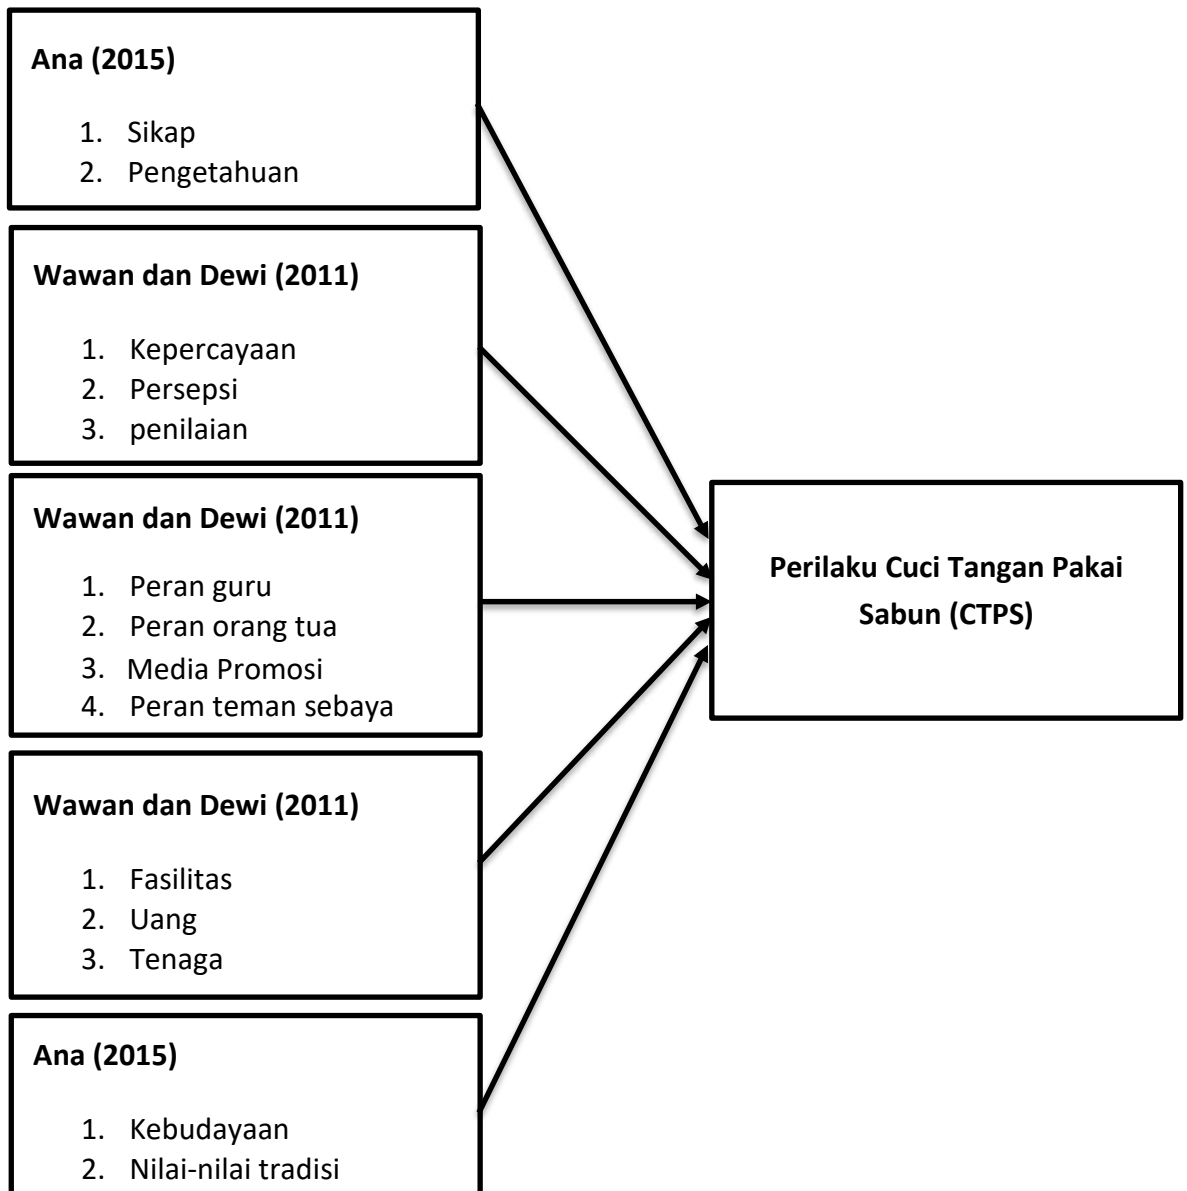 Ana (2015)
1. Sikap
2. Pengetahuan
Wawan dan Dewi (2011)
1. Kepercayaan
2. Persepsi
3. penilaian
Wawan dan Dewi (2011)
1. Peran guru
2. Peran orang tua
3. Media Promosi
4. Peran teman sebaya
Wawan dan Dewi (2011)
1. Fasilitas
2. Uang
3. Tenaga
Ana (2015)
1. Kebudayaan
2. Nilai-nilai tradisi
Perilaku Cuci Tangan Pakai
Sabun (CTPS)